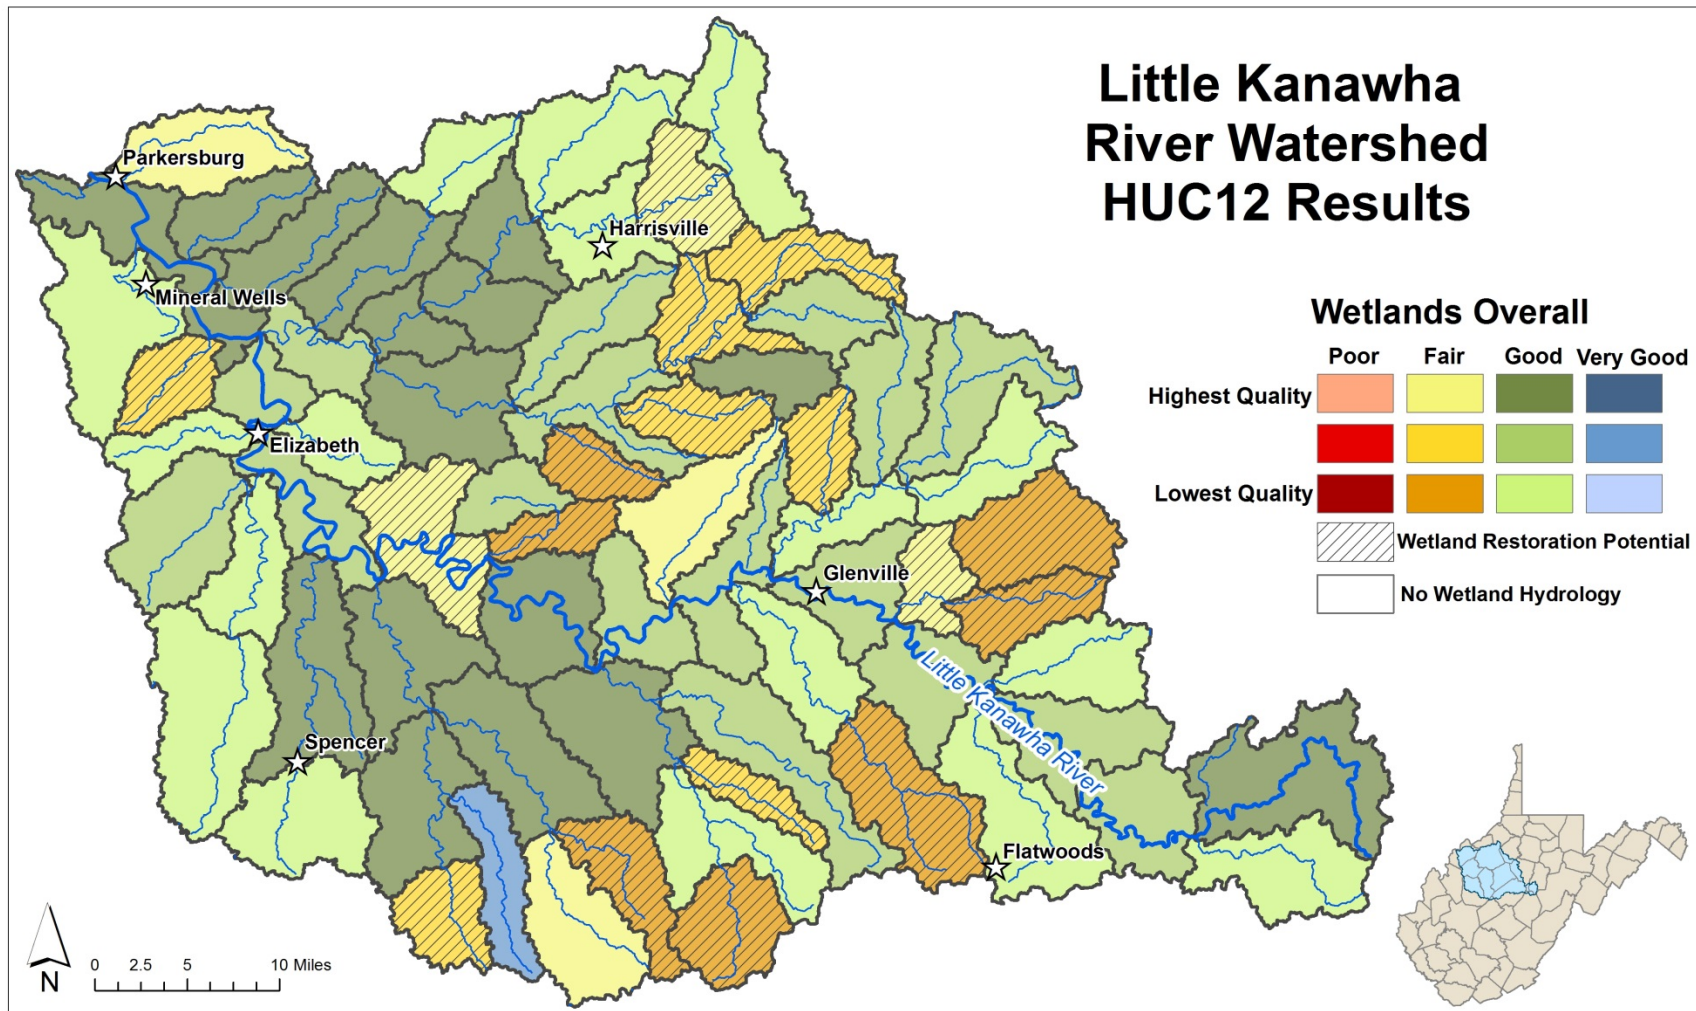 Little Kanawha
River Watershed
HUC12 Results
Parkersburg
Harrisville
Mineral Wells
Wetlands Overall
Poor Fair Good Very Good
Highest Quality
Lowest Quality
Wetland Restoration Potential
No Wetland Hydrology
Elizabeth
Glenville
Little Kanawha River
Spencer
Flatwoods
N
0 2.5 5 10 Miles